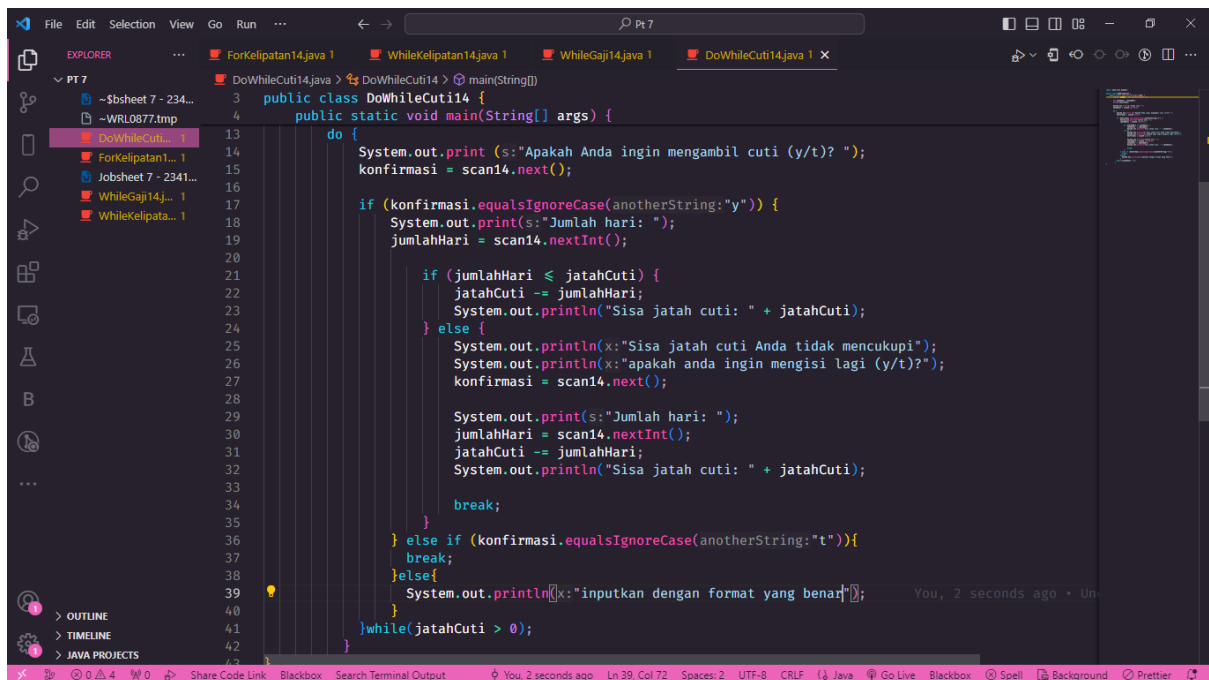 File Edit Selection View Go Run ··· ← → Pt 7
EXPLORER ···
ForKelipatan14.java 1 WhileKelipatan14.java 1 WhileGaji14.java 1 DoWhileCuti14.java 1 ×
PT 7
~$bsheet 7 - 234...
~WRL0877.tmp
DoWhileCuti... 1
ForKelipatan1... 1
Jobsheet 7 - 2341...
WhileGaji14.j... 1
WhileKelipata... 1
OUTLINE
TIMELINE
JAVA PROJECTS
DoWhileCuti14.java > DoWhileCuti14 > main(String[])
3 public class DoWhileCuti14 {
4 public static void main(String[] args) {
13 do {
14 System.out.print (s:"Apakah Anda ingin mengambil cuti (y/t)? ");
15 konfirmasi = scan14.next();
16
17 if (konfirmasi.equalsIgnoreCase(anotherString:"y")) {
18 System.out.print(s:"Jumlah hari: ");
19 jumlahHari = scan14.nextInt();
20
21 if (jumlahHari ⩽ jatahCuti) {
22 jatahCuti -= jumlahHari;
23 System.out.println("Sisa jatah cuti: " + jatahCuti);
24 } else {
25 System.out.println(x:"Sisa jatah cuti Anda tidak mencukupi");
26 System.out.println(x:"apakah anda ingin mengisi lagi (y/t)?");
27 konfirmasi = scan14.next();
28
29 System.out.print(s:"Jumlah hari: ");
30 jumlahHari = scan14.nextInt();
31 jatahCuti -= jumlahHari;
32 System.out.println("Sisa jatah cuti: " + jatahCuti);
33
34 break;
35 }
36 } else if (konfirmasi.equalsIgnoreCase(anotherString:"t")){
37 break;
38 }else{
39 System.out.println(x:"inputkan dengan format yang benar"); You, 2 seconds ago • Un
40 }
41 }while(jatahCuti > 0);
42 }
43 }
0 4 0 Share Code Link Blackbox Search Terminal Output You, 2 seconds ago Ln 39, Col 72 Spaces: 2 UTF-8 CRLF {} Java Go Live Blackbox Spell Background Prettier